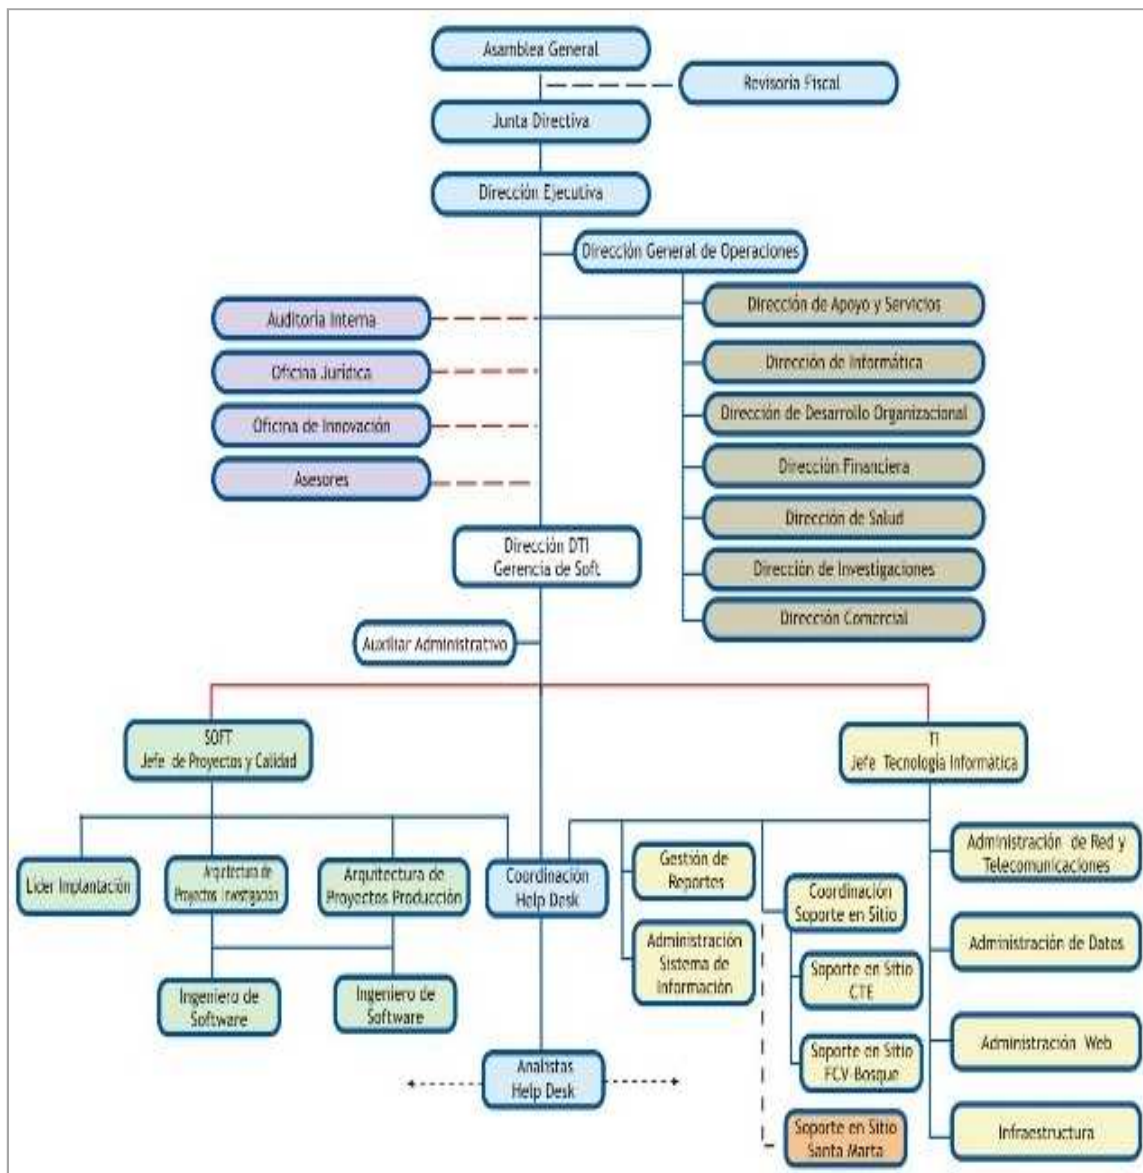 Asamblea General
Revisoría Fiscal
Junta Directiva
Dirección Ejecutiva
Dirección General de Operaciones
Dirección de Apoyo y Servicios
Auditoría Interna
Dirección de Informática
Oficina Jurídica
Dirección de Desarrollo Organizacional
Oficina de Innovación
Dirección Financiera
Asesores
Dirección de Salud
Dirección DTI
Gerencia de Soft
Dirección de Investigaciones
Dirección Comercial
Auxiliar Administrativo
SOFT
Jefe de Proyectos y Calidad
TI
Jefe Tecnología Informática
Líder Implantación
Arquitectura de
Proyectos Investigación
Arquitectura de
Proyectos Producción
Coordinación
Help Desk
Gestión de
Reportes
Coordinación
Soporte en Sitio
Administración de Red y
Telecomunicaciones
Administración
Sistema de
Información
Administración de Datos
Soporte en Sitio
CTE
Ingeniero de
Software
Ingeniero de
Software
Soporte en Sitio
FCV-Bosque
Administración Web
Analistas
Help Desk
Soporte en Sitio
Santa Marta
Infraestructura